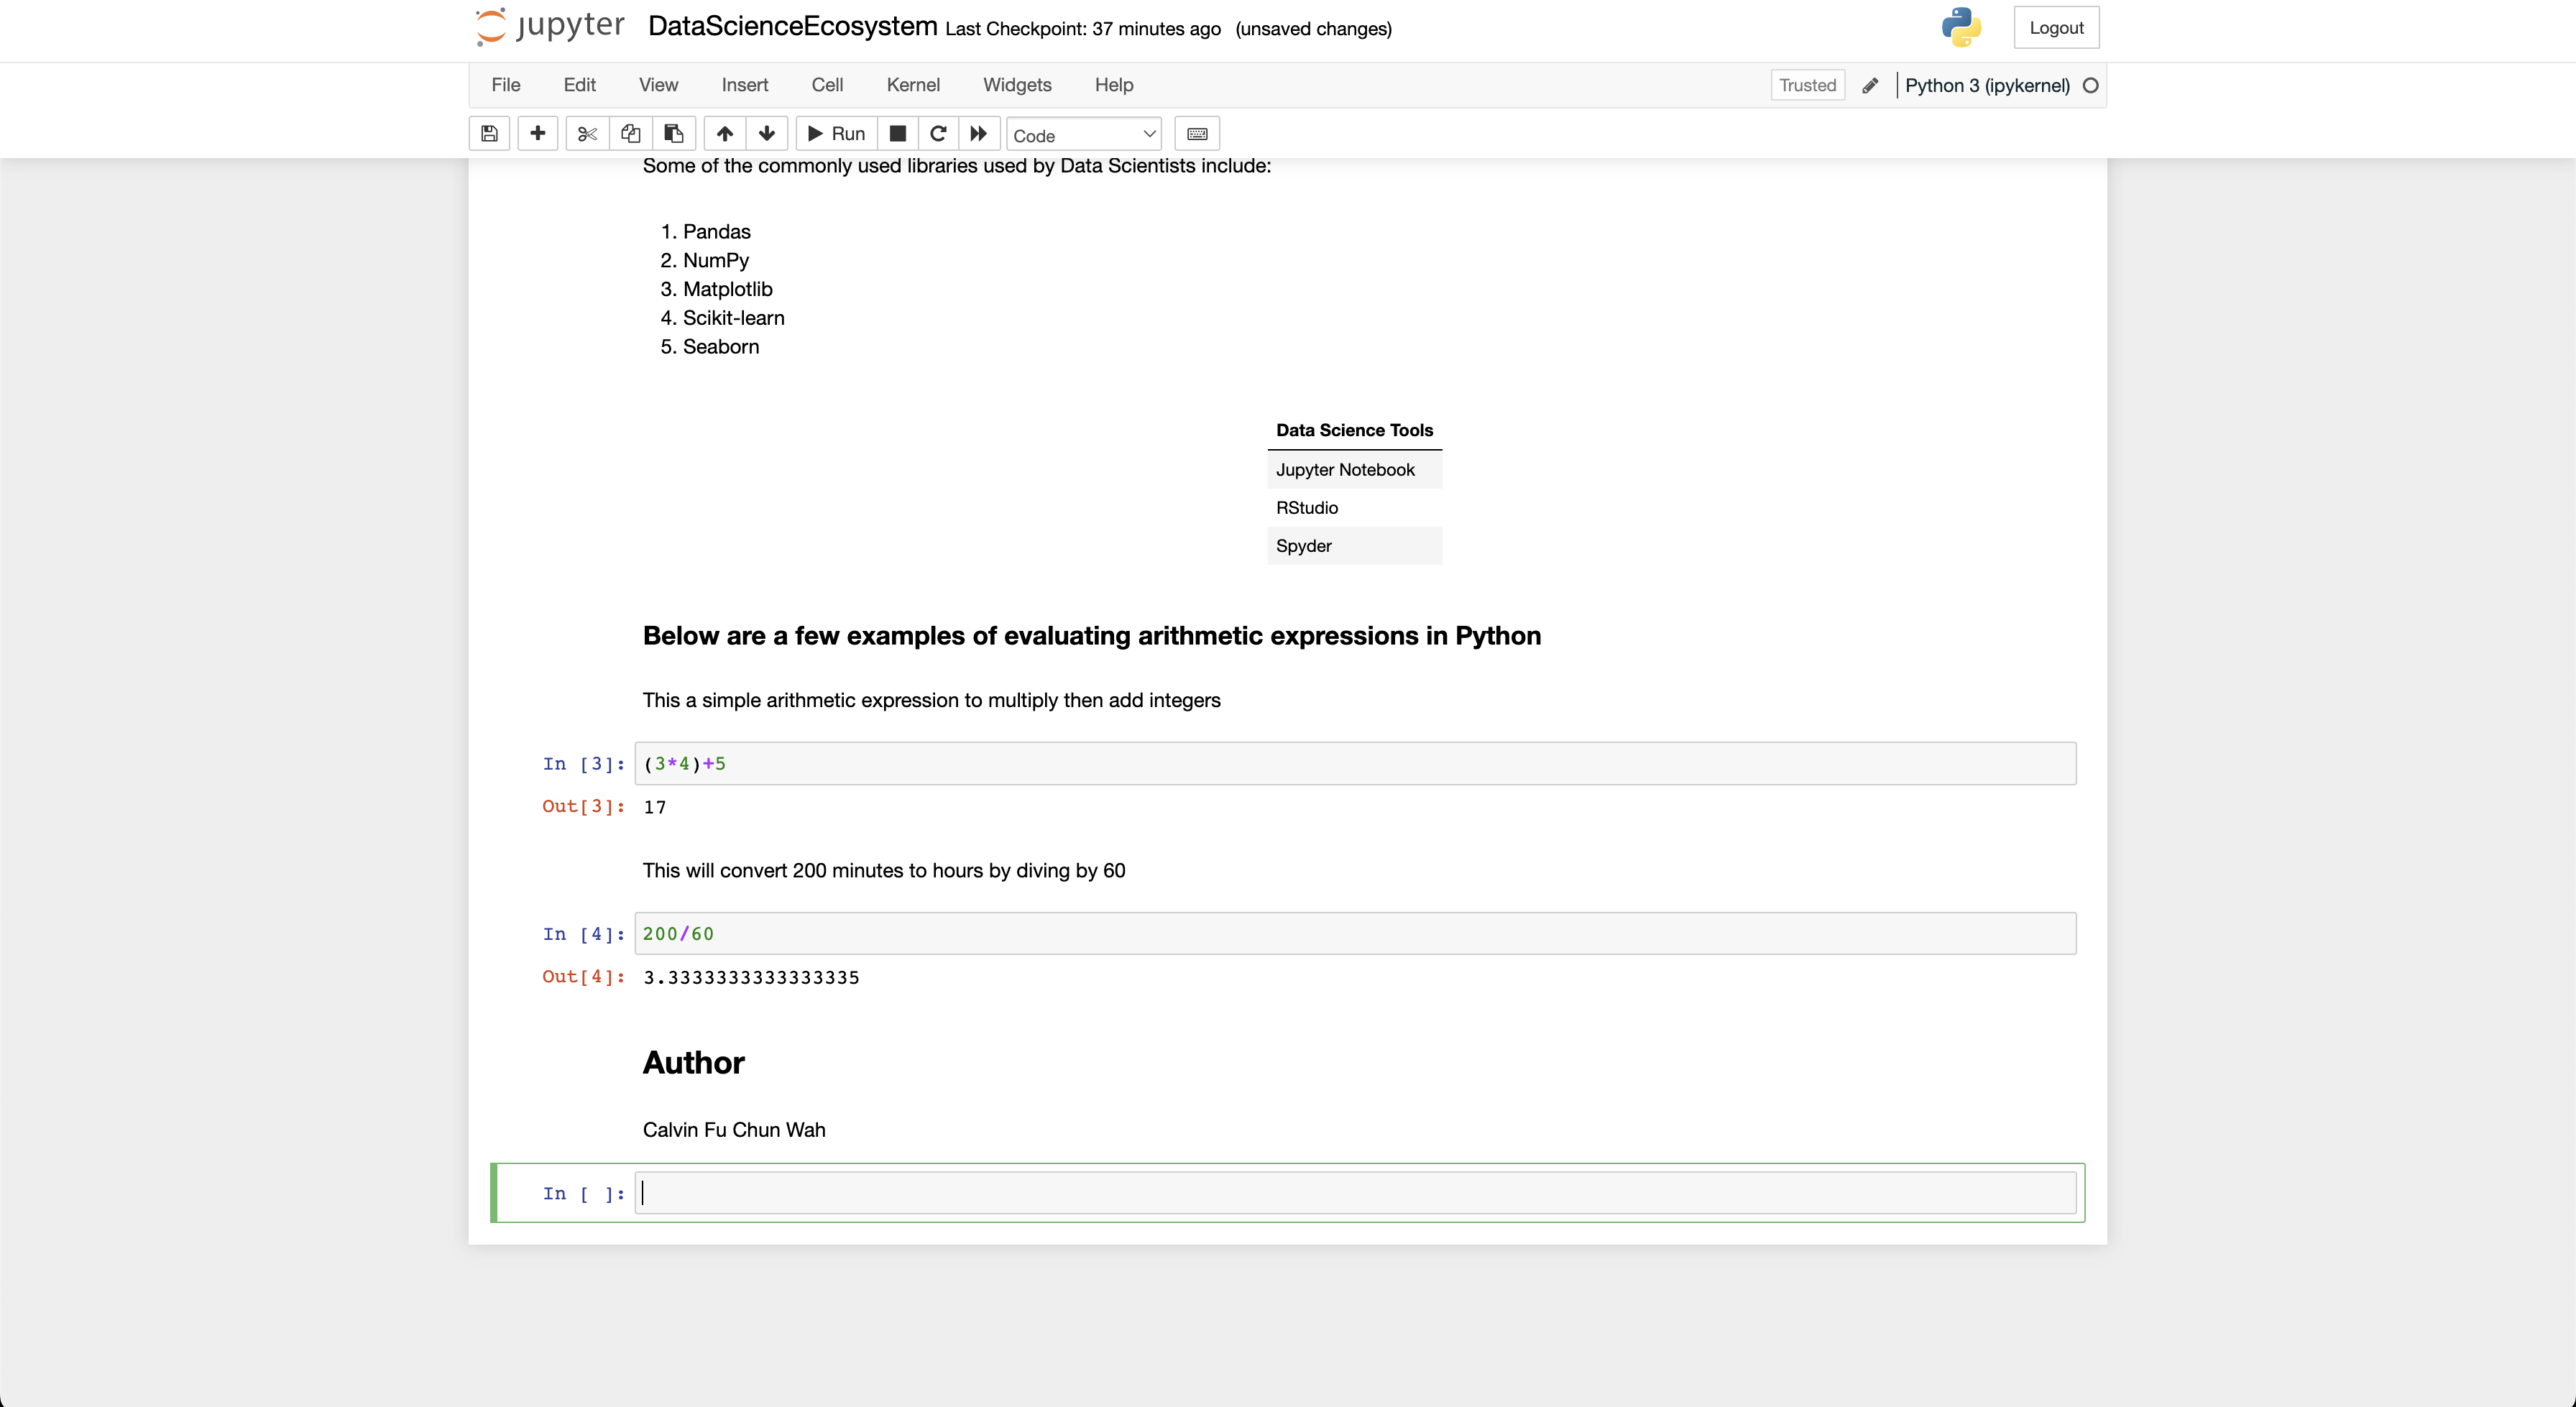 jupyter DataScienceEcosystem Last Checkpoint: 37 minutes ago (unsaved changes) Logout
File Edit View Insert Cell Kernel Widgets Help Trusted Python 3 (ipykernel)
Run Code
Some of the commonly used libraries used by Data Scientists include:
1. Pandas
2. NumPy
3. Matplotlib
4. Scikit-learn
5. Seaborn
Data Science Tools
Jupyter Notebook
RStudio
Spyder
Below are a few examples of evaluating arithmetic expressions in Python
This a simple arithmetic expression to multiply then add integers
In [3]: (3*4)+5
Out[3]: 17
This will convert 200 minutes to hours by diving by 60
In [4]: 200/60
Out[4]: 3.3333333333333335
Author
Calvin Fu Chun Wah
In [ ]: